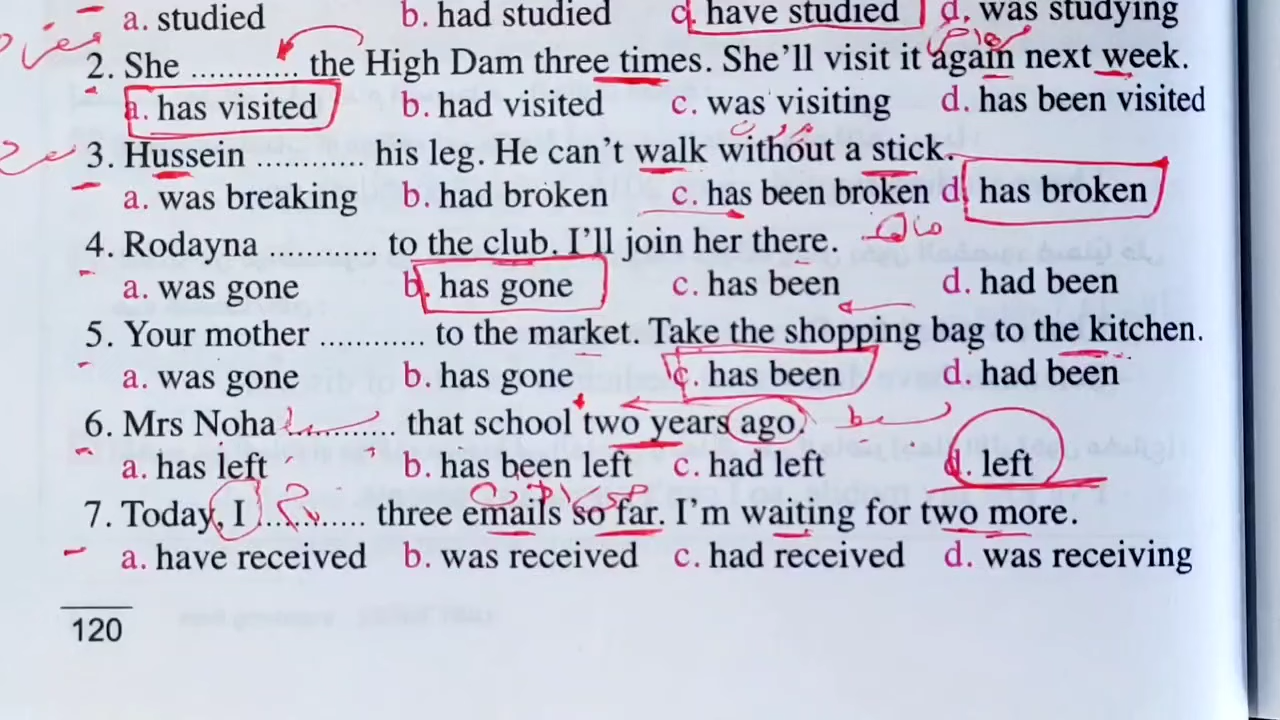 a. studied b. had studied c. have studied d. was studying
2. She ............ the High Dam three times. She'll visit it again next week.
a. has visited b. had visited c. was visiting d. has been visited
3. Hussein ............ his leg. He can't walk without a stick.
a. was breaking b. had broken c. has been broken d. has broken
4. Rodayna ............ to the club. I'll join her there.
a. was gone b. has gone c. has been d. had been
5. Your mother ............ to the market. Take the shopping bag to the kitchen.
a. was gone b. has gone c. has been d. had been
6. Mrs Noha ............ that school two years ago.
a. has left b. has been left c. had left d. left
7. Today, I ............ three emails so far. I'm waiting for two more.
a. have received b. was received c. had received d. was receiving
120